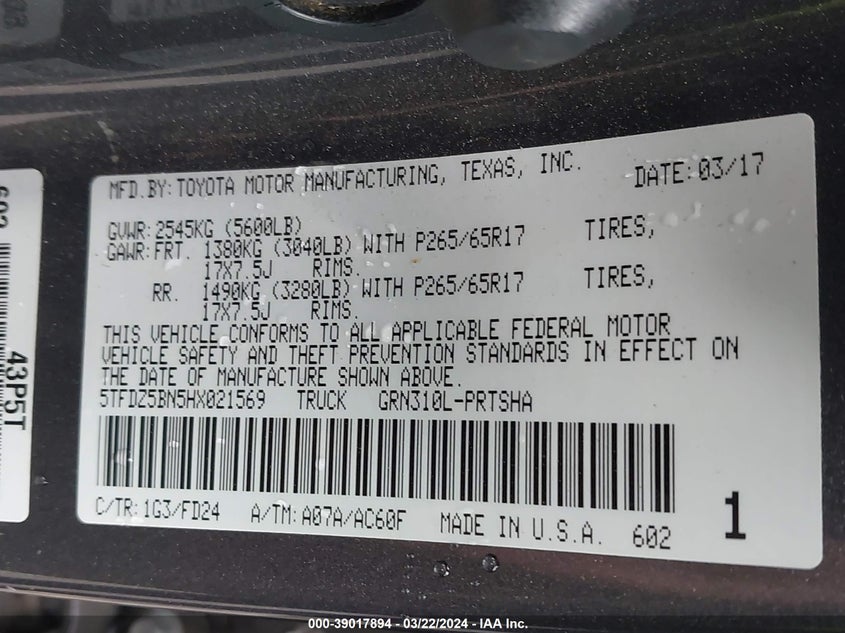 MFD.BY: TOYOTA MOTOR MANUFACTURING, TEXAS, INC. DATE: 03/17
GVWR: 2545KG (5600LB)
GAWR: FRT. 1380KG (3040LB) WITH P265/65R17 TIRES,
17X7.5J RIMS.
RR. 1490KG (3280LB) WITH P265/65R17 TIRES,
17X7.5J RIMS.
THIS VEHICLE CONFORMS TO ALL APPLICABLE FEDERAL MOTOR
VEHICLE SAFETY AND THEFT PREVENTION STANDARDS IN EFFECT ON
THE DATE OF MANUFACTURE SHOWN ABOVE.
5TFDZ5BN5HX021569 TRUCK GRN310L-PRTSHA
C/TR: 1G3/FD24 A/TM: A07A/AC60F MADE IN U.S.A. 602
1
602
43P5T
000-39017894 - 03/22/2024 - IAA Inc.